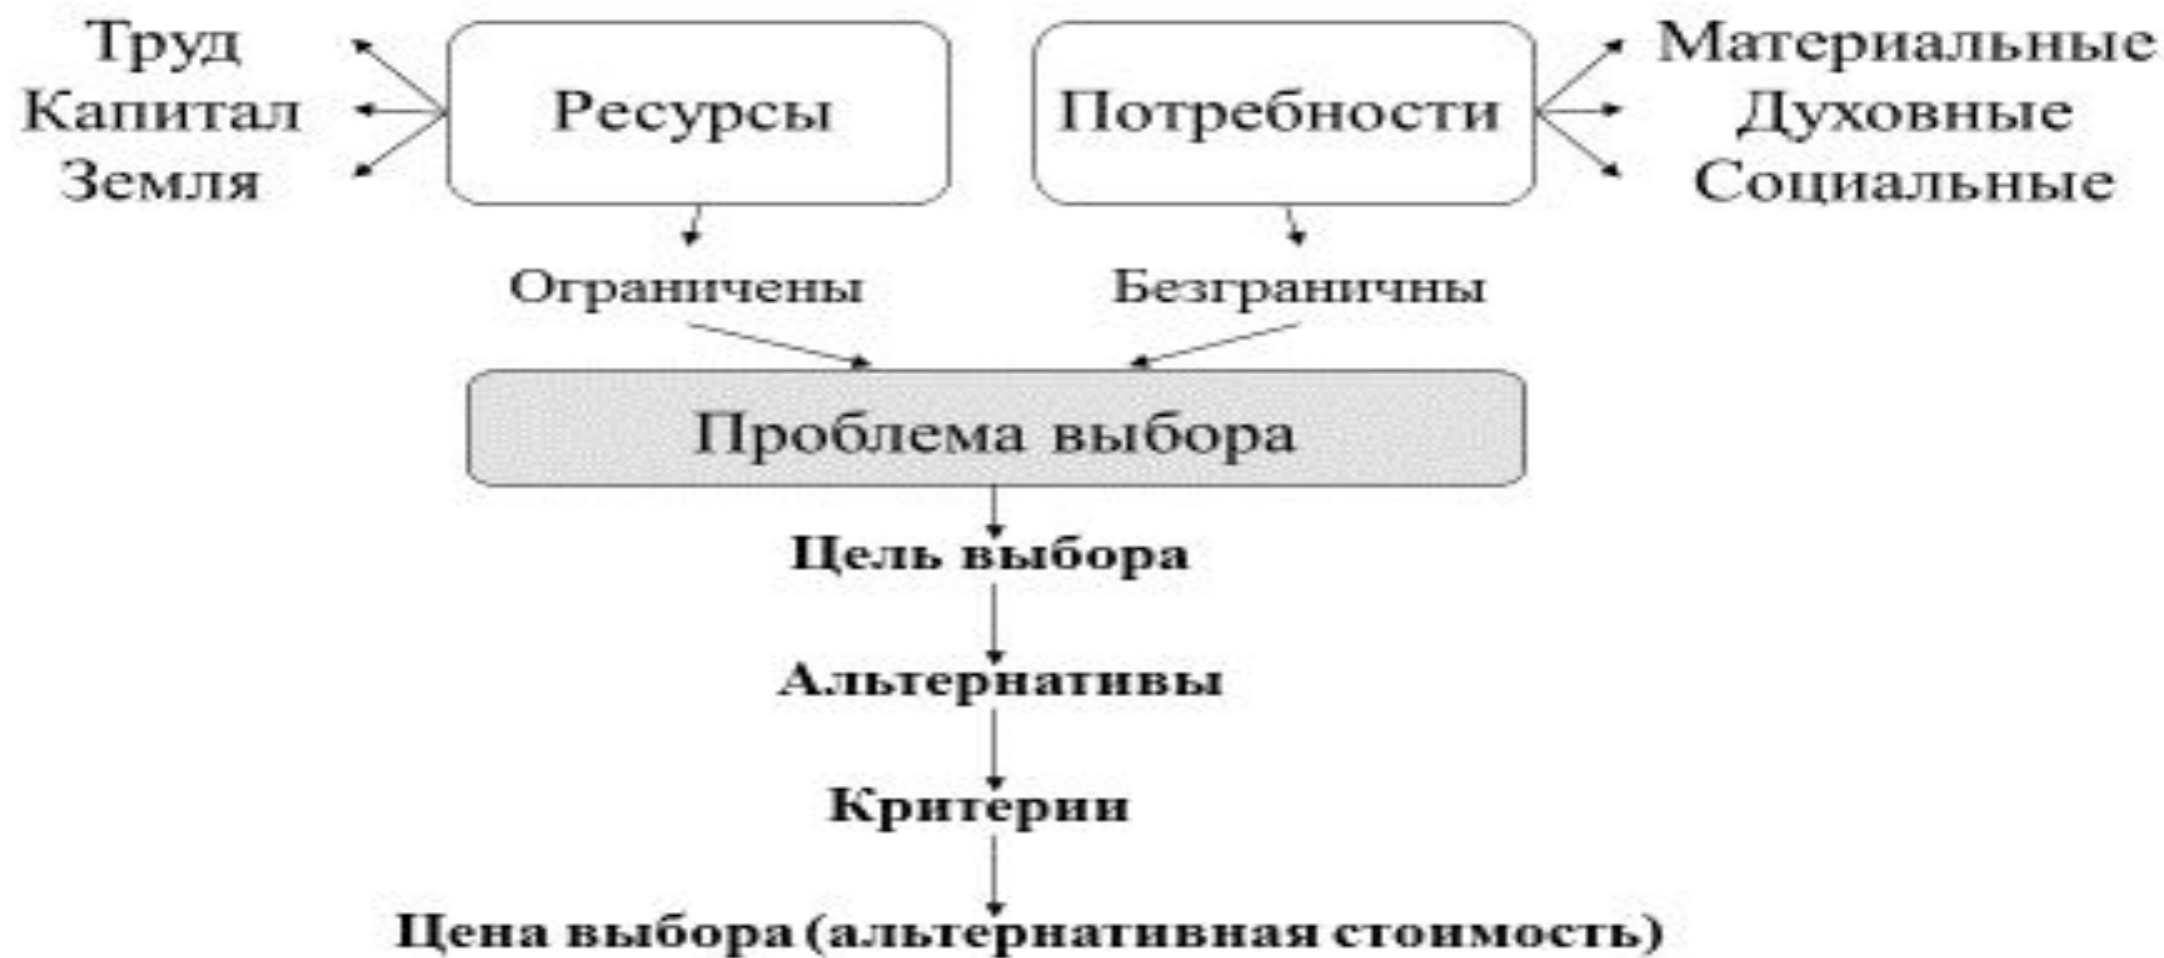 Труд
Капитал
Земля
Ресурсы
Потребности
Материальные
Духовные
Социальные
Ограничены
Безграничны
Проблема выбора
Цель выбора
Альтернативы
Критерии
Цена выбора (альтернативная стоимость)